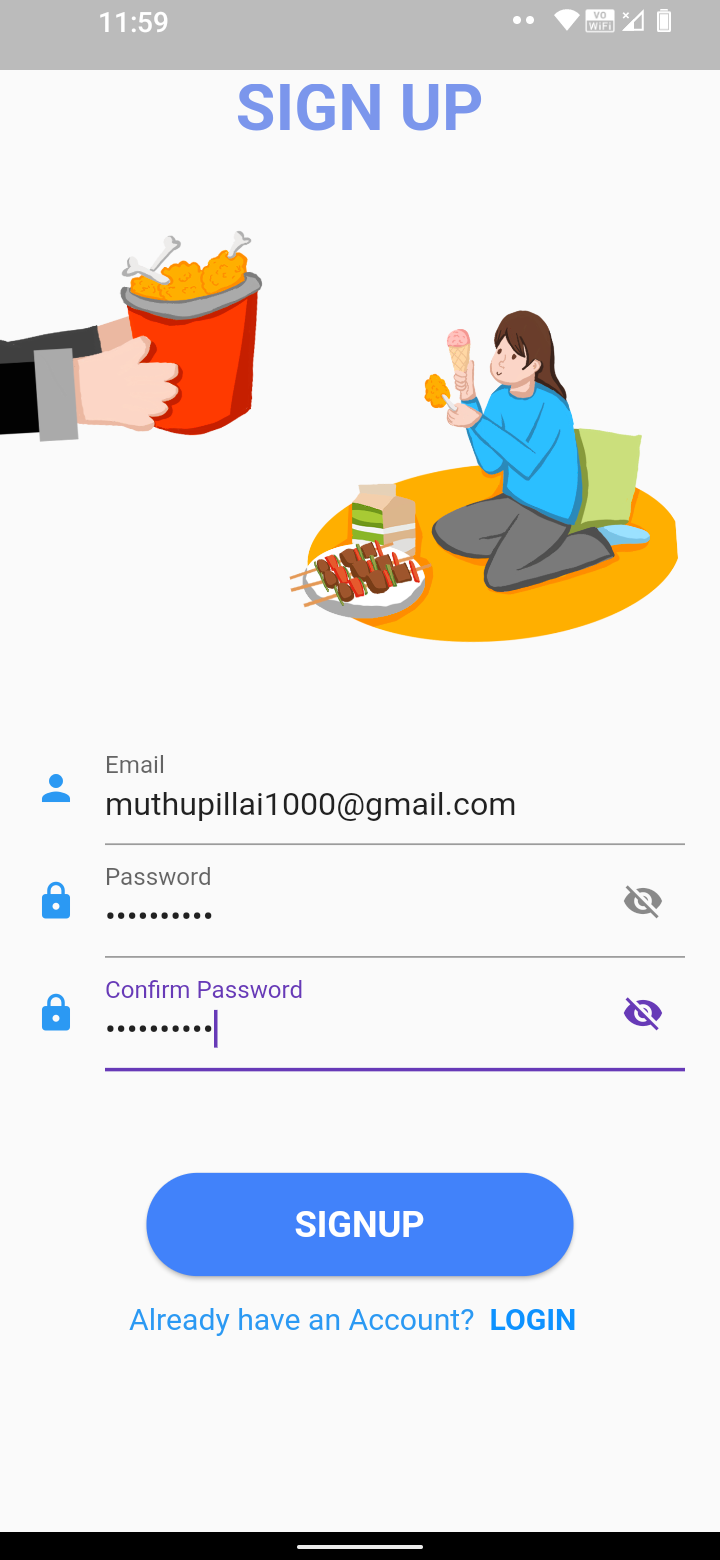 11:59
VO
WiFi
SIGN UP
Email
muthupillai1000@gmail.com
Password
••••••••••
Confirm Password
••••••••••
SIGNUP
Already have an Account? LOGIN